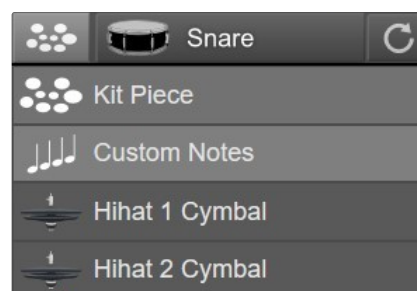 Snare
Kit Piece
Custom Notes
Hihat 1 Cymbal
Hihat 2 Cymbal